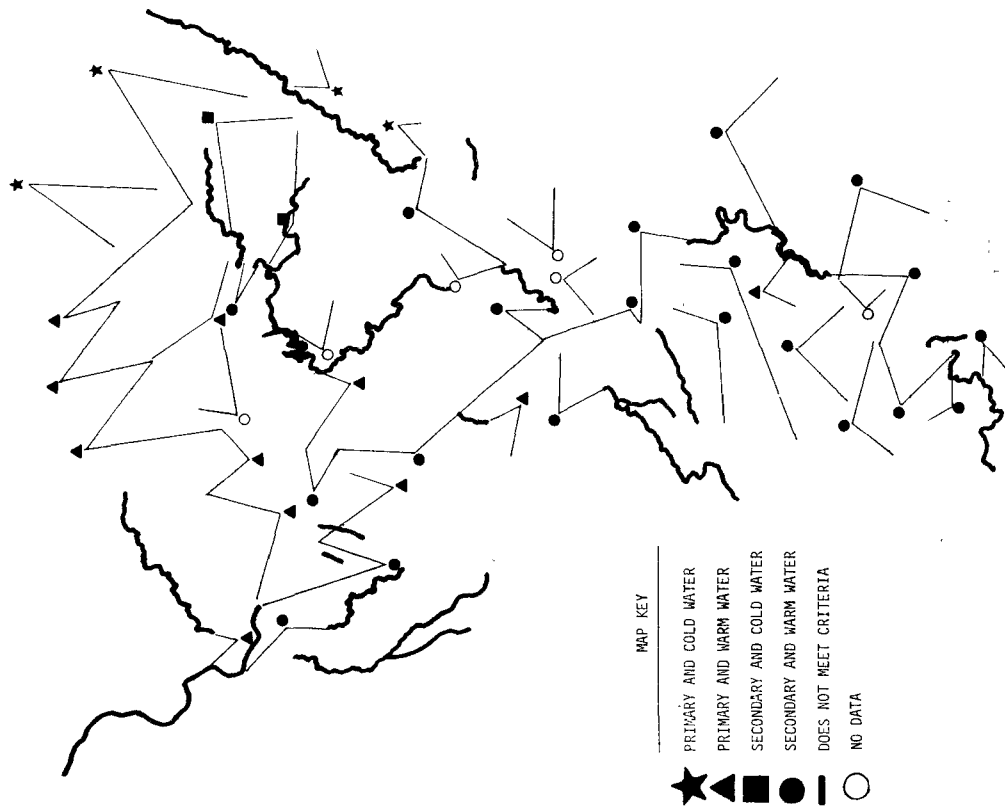 MAP KEY
PRIMARY AND COLD WATER
PRIMARY AND WARM WATER
SECONDARY AND COLD WATER
SECONDARY AND WARM WATER
DOES NOT MEET CRITERIA
NO DATA